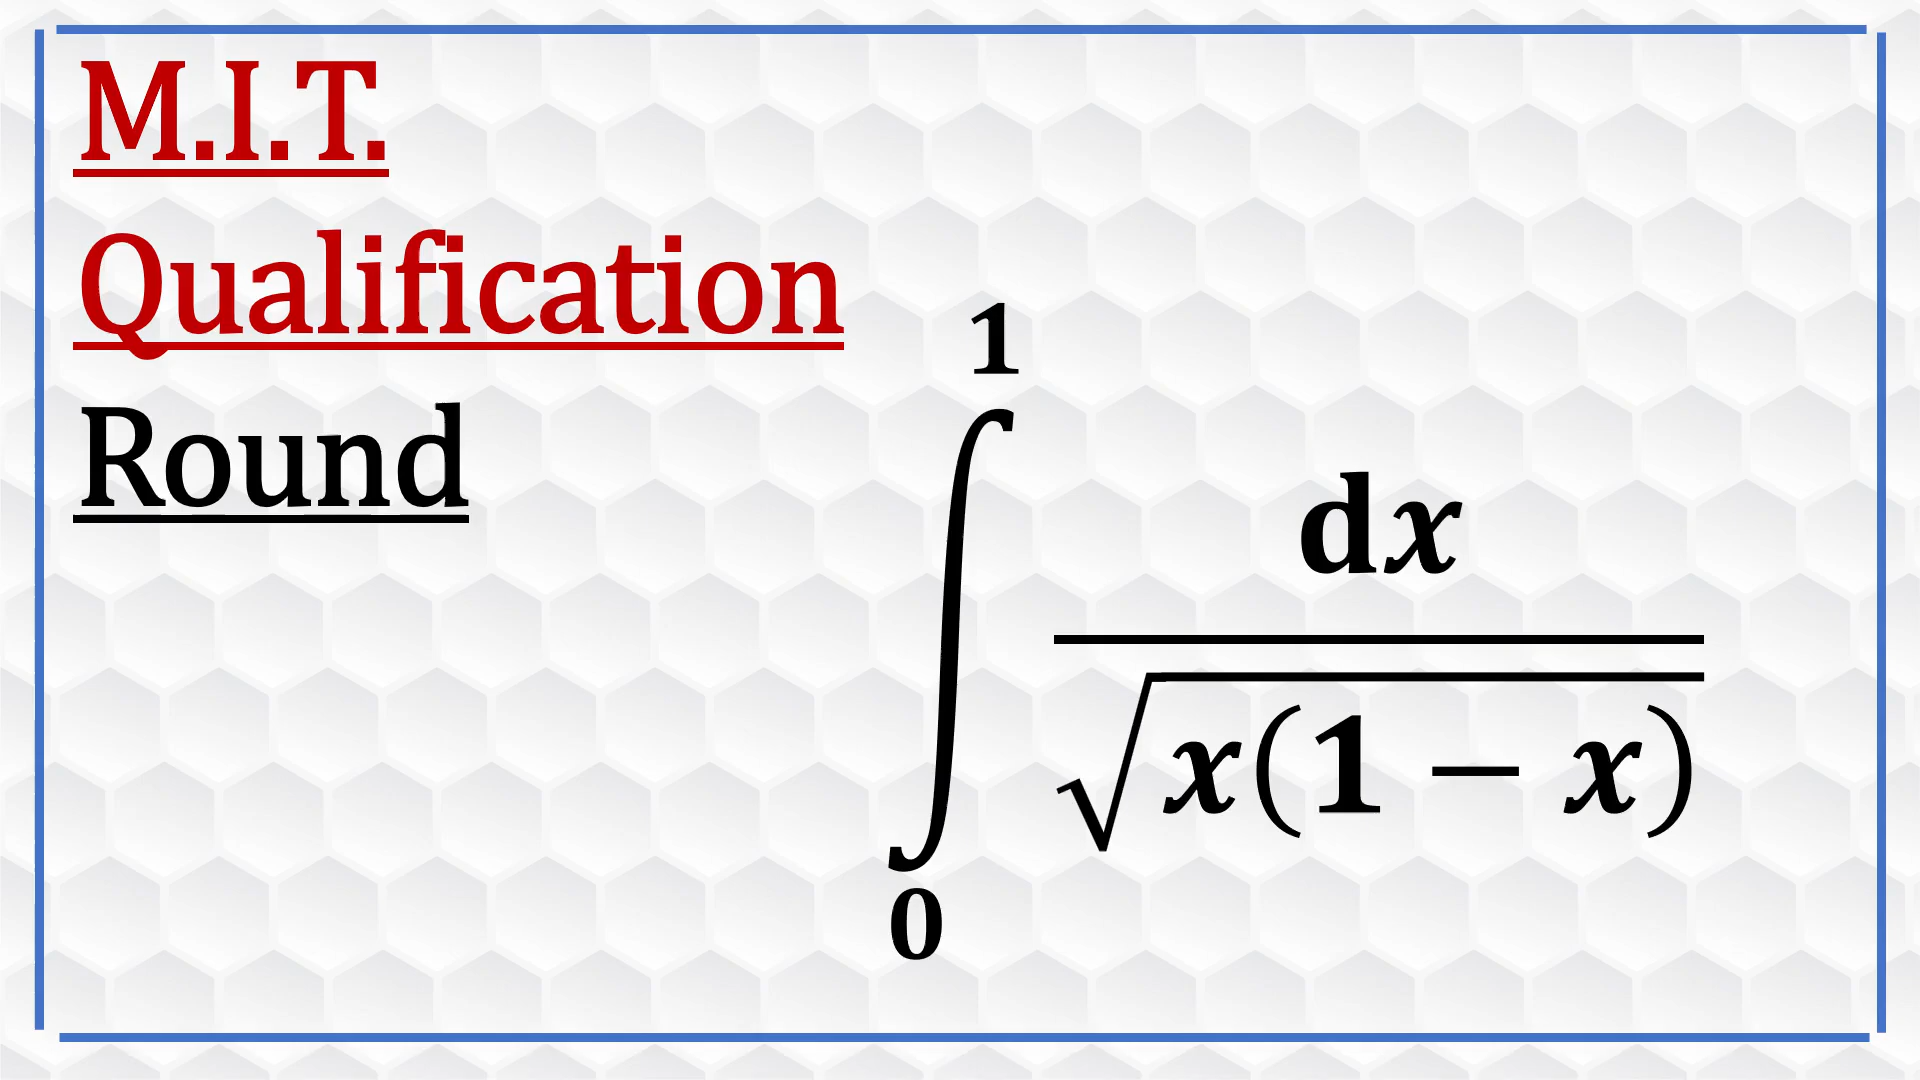 M.I.T.
Qualification
Round
1
∫
0
dx
√x(1 − x)